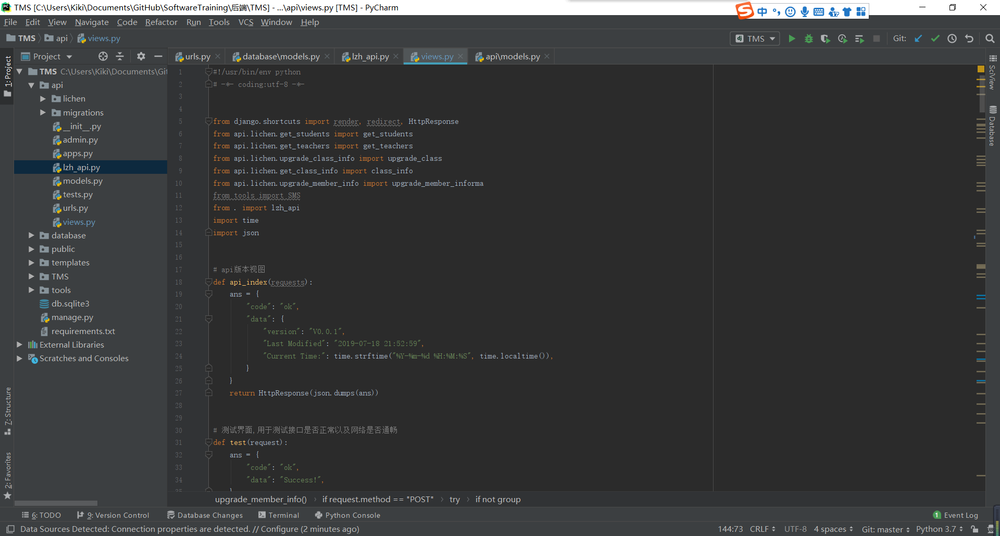 TMS [C:\Users\Kiki\Documents\GitHub\SoftwareTraining\后端\TMS] - ...\api\views.py [TMS] - PyCharm
中
File Edit View Navigate Code Refactor Run Tools VCS Window Help
TMS api views.py
TMS Git:
Project
urls.py database\models.py lzh_api.py views.py api\models.py
1: Project
7: Structure
2: Favorites
SciView
Database
TMS C:\Users\Kiki\Documents\Git
api
lichen
migrations
__init__.py
admin.py
apps.py
lzh_api.py
models.py
tests.py
urls.py
views.py
database
public
templates
TMS
tools
db.sqlite3
manage.py
requirements.txt
External Libraries
Scratches and Consoles
1 #!/usr/bin/env python
2 # -*- coding:utf-8 -*-
3
4
5 from django.shortcuts import render, redirect, HttpResponse
6 from api.lichen.get_students import get_students
7 from api.lichen.get_teachers import get_teachers
8 from api.lichen.upgrade_class_info import upgrade_class
9 from api.lichen.get_class_info import class_info
10 from api.lichen.upgrade_member_info import upgrade_member_informa
11 from tools import SMS
12 from . import lzh_api
13 import time
14 import json
15
16
17 # api版本视图
18 def api_index(requests):
19 ans = {
20 "code": "ok",
21 "data": {
22 "version": "V0.0.1",
23 "Last Modified": "2019-07-18 21:52:59",
24 "Current Time:": time.strftime("%Y-%m-%d %H:%M:%S", time.localtime()),
25 }
26 }
27 return HttpResponse(json.dumps(ans))
28
29
30 # 测试界面,用于测试接口是否正常以及网络是否通畅
31 def test(request):
32 ans = {
33 "code": "ok",
34 "data": "Success!",
35 }
upgrade_member_info() › if request.method == "POST" › try › if not group
6: TODO 9: Version Control Database Changes Terminal Python Console 1 Event Log
Data Sources Detected: Connection properties are detected. // Configure (2 minutes ago) 144:73 CRLF UTF-8 4 spaces Git: master Python 3.7